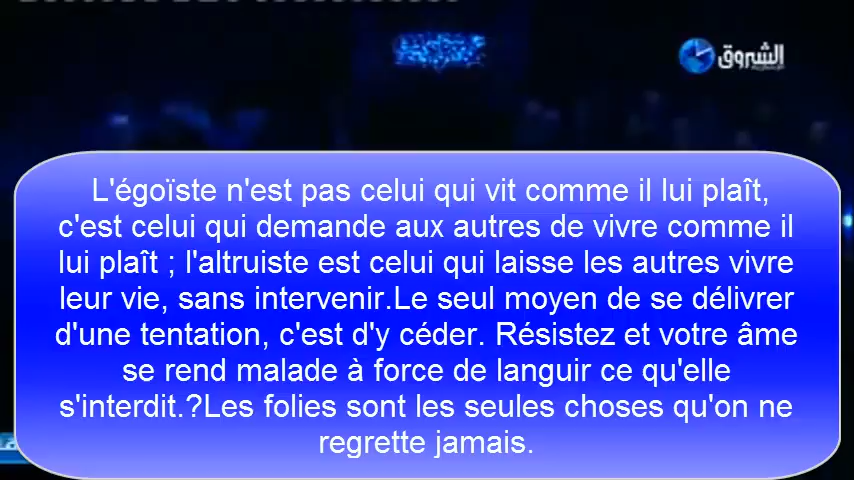 الشروق
L'égoïste n'est pas celui qui vit comme il lui plaît,
c'est celui qui demande aux autres de vivre comme il
lui plaît ; l'altruiste est celui qui laisse les autres vivre
leur vie, sans intervenir.Le seul moyen de se délivrer
d'une tentation, c'est d'y céder. Résistez et votre âme
se rend malade à force de languir ce qu'elle
s'interdit.?Les folies sont les seules choses qu'on ne
regrette jamais.